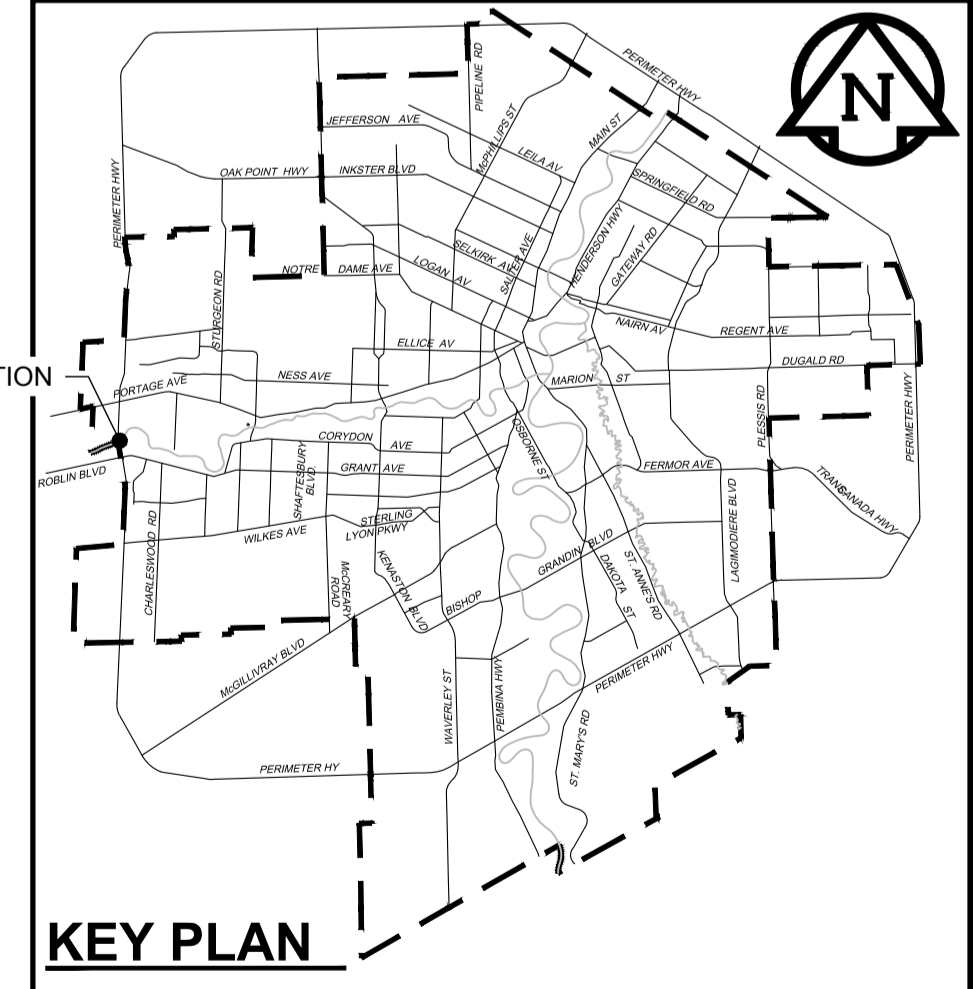 PERIMETER HWY
PIPELINE RD
N
McPHILLIPS ST
MAIN ST
JEFFERSON AVE
LEILA AV
PERIMETER HWY
OAK POINT HWY
INKSTER BLVD
SPRINGFIELD RD
HENDERSON HWY
GATEWAY RD
SELKIRK AV
SALTER AVE
NOTRE DAME AVE
LOGAN AV
STURGEON RD
NAIRN AV
REGENT AVE
ELLICE AV
DUGALD RD
TION
NESS AVE
MARION ST
PORTAGE AVE
PLESSIS RD
PERIMETER HWY
OSBORNE ST
CORYDON AVE
SHAFTESBURY
BLVD.
GRANT AVE
FERMOR AVE
ROBLIN BLVD
TRANSCANADA HWY
LAGIMODIERE BLVD
STERLING
LYON PKWY
WILKES AVE
CHARLESWOOD RD
GRANDIN BLVD
KENASTON BLVD
McCREARY
ROAD
DAKOTA ST
ST. ANNE'S RD
BISHOP
McGILLIVRAY BLVD
WAVERLEY ST
PEMBINA HWY
PERIMETER HWY
ST. MARY'S RD
PERIMETER HY
KEY PLAN